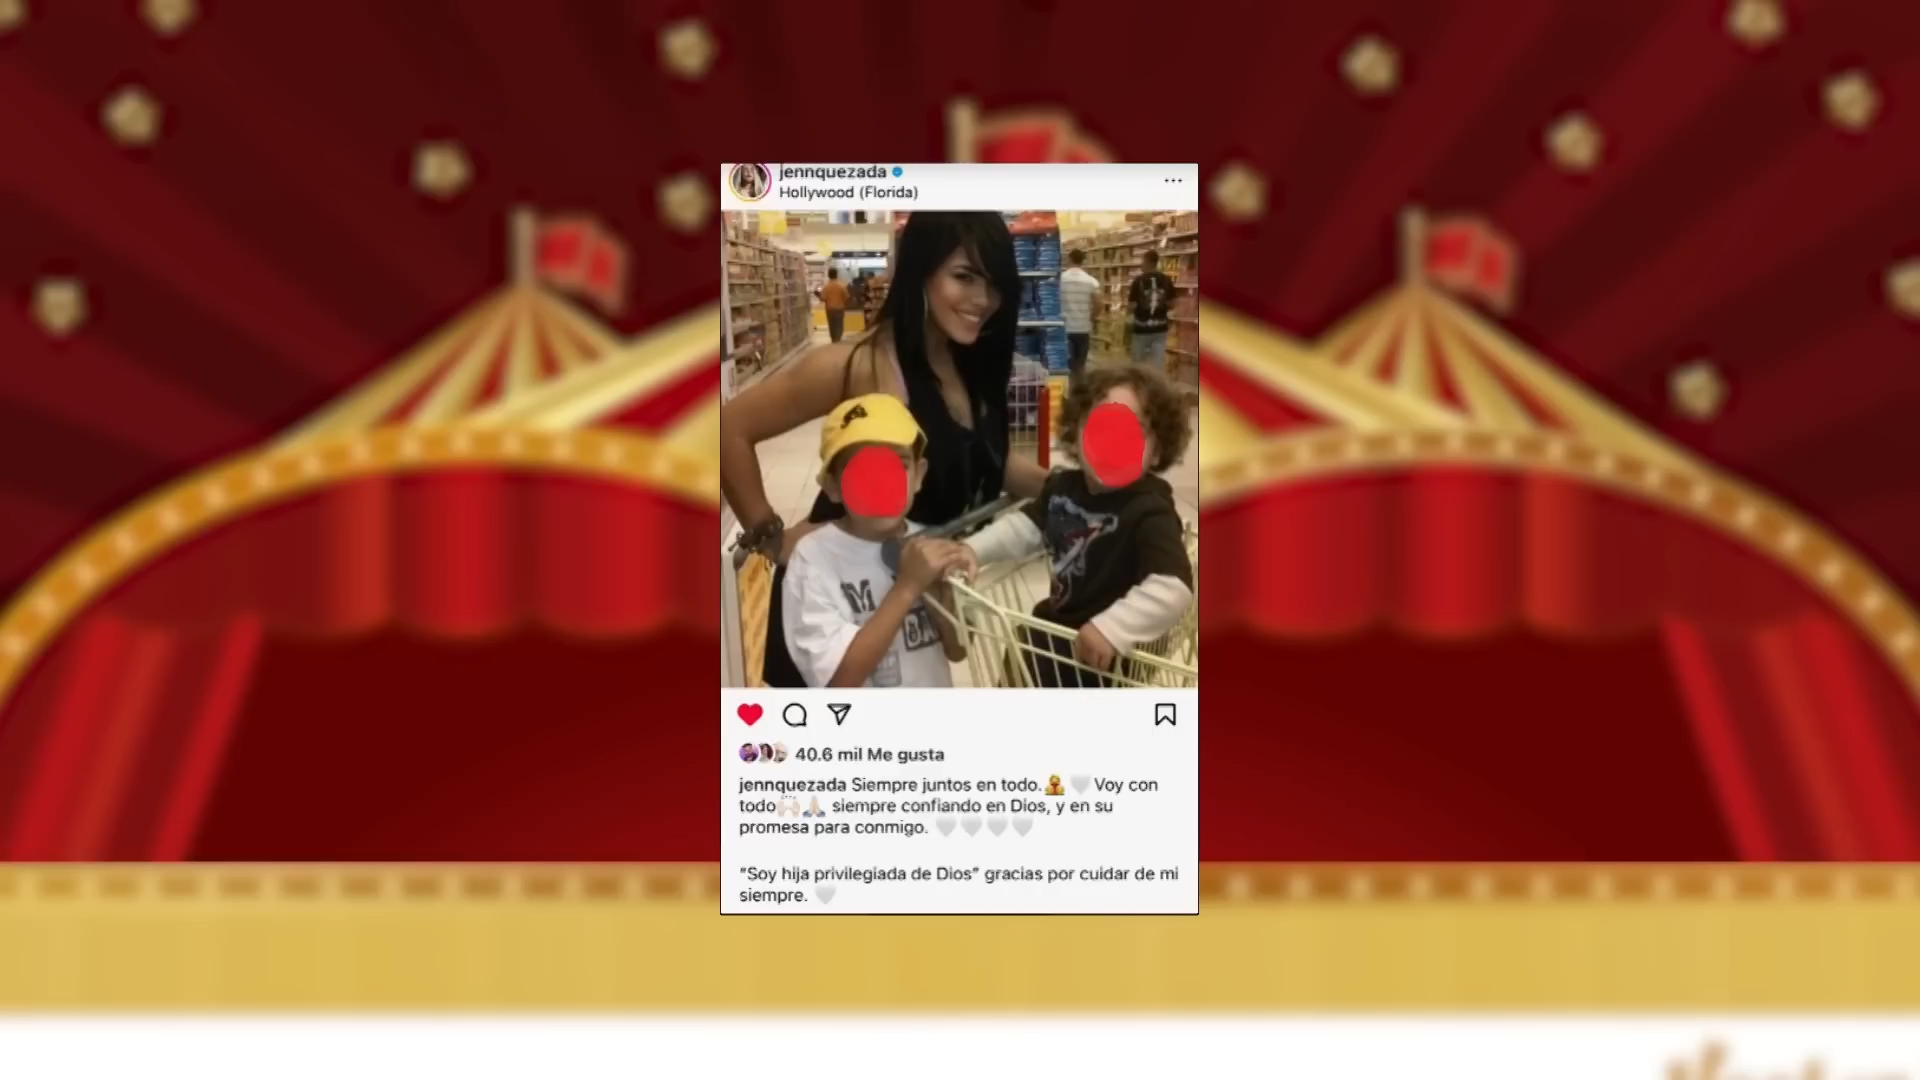 jennquezada
Hollywood (Florida)
40.6 mil Me gusta
jennquezada Siempre juntos en todo. 🤍 Voy con
todo🙌🏻🙏🏻 siempre confiando en Dios, y en su
promesa para conmigo. 🤍🤍🤍🤍
"Soy hija privilegiada de Dios" gracias por cuidar de mi
siempre. 🤍